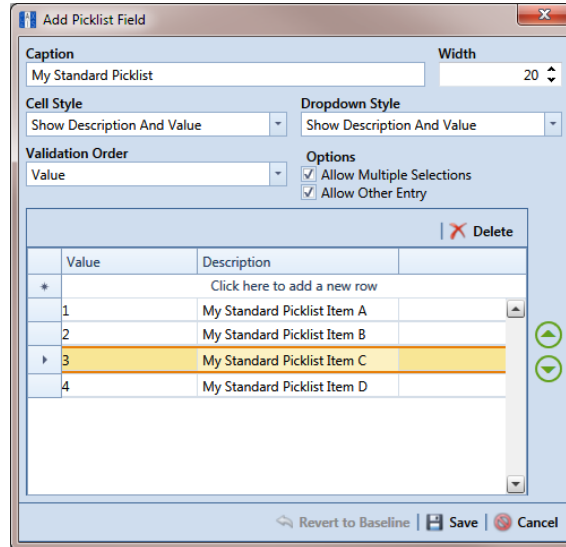 Add Picklist Field
Caption Width
My Standard Picklist 20
Cell Style Dropdown Style
Show Description And Value Show Description And Value
Validation Order Options
Value Allow Multiple Selections
Allow Other Entry
Delete
Value Description
Click here to add a new row
1 My Standard Picklist Item A
2 My Standard Picklist Item B
3 My Standard Picklist Item C
4 My Standard Picklist Item D
Revert to Baseline Save Cancel